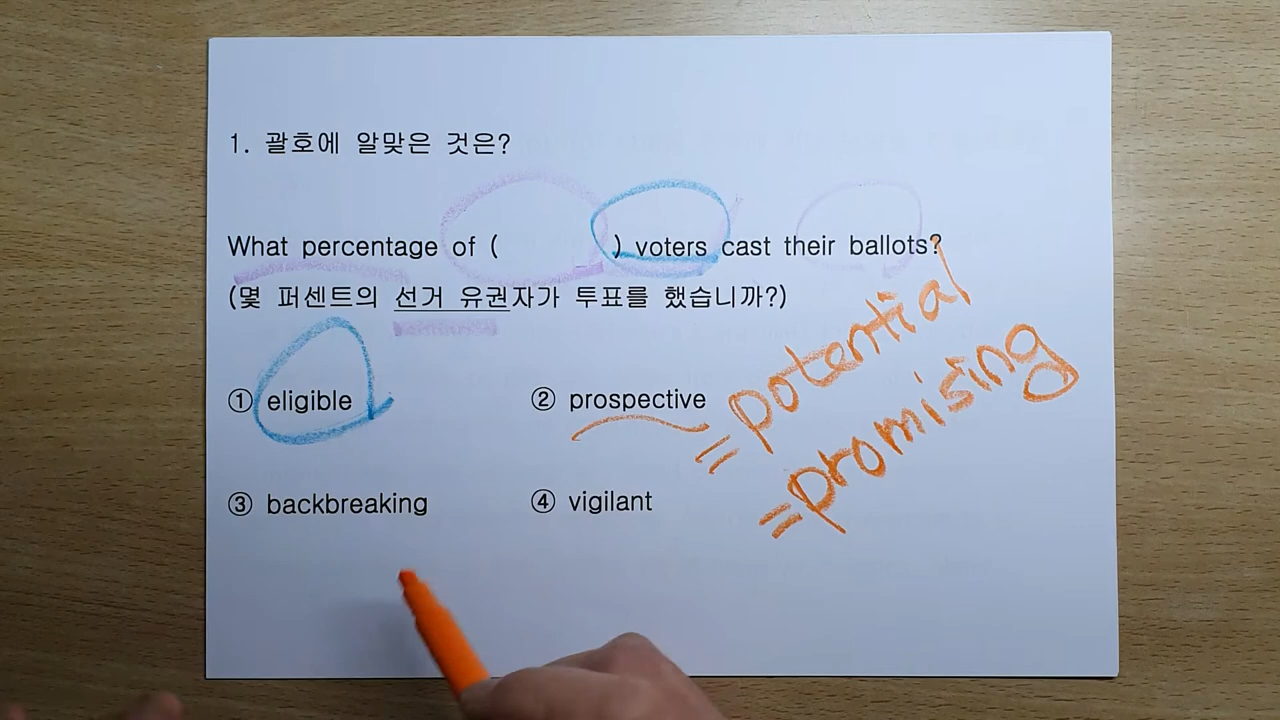 1. 괄호에 알맞은 것은?
What percentage of ( ) voters cast their ballots?
(몇 퍼센트의 선거 유권자가 투표를 했습니까?)
① eligible
② prospective
= potential
= promising
③ backbreaking
④ vigilant